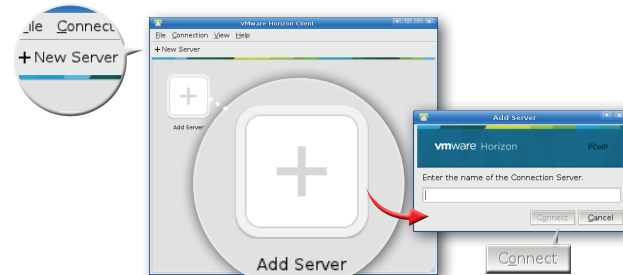 ile Connect
+ New Server
VMware Horizon Client
File Connection View Help
+ New Server
Add Server
Add Server
Add Server
vmware Horizon
PCoIP
Enter the name of the Connection Server.
Connect Cancel
Connect